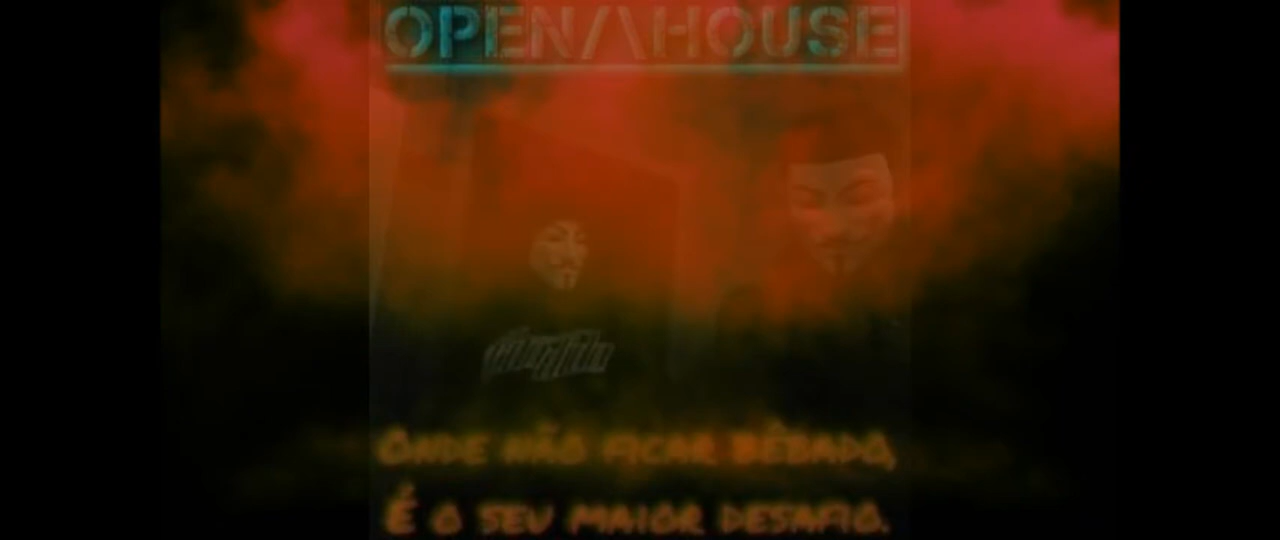 OPEN/\HOUSE
ONDE NÃO FICAR BÊBADO,
É O SEU MAIOR DESAFIO.